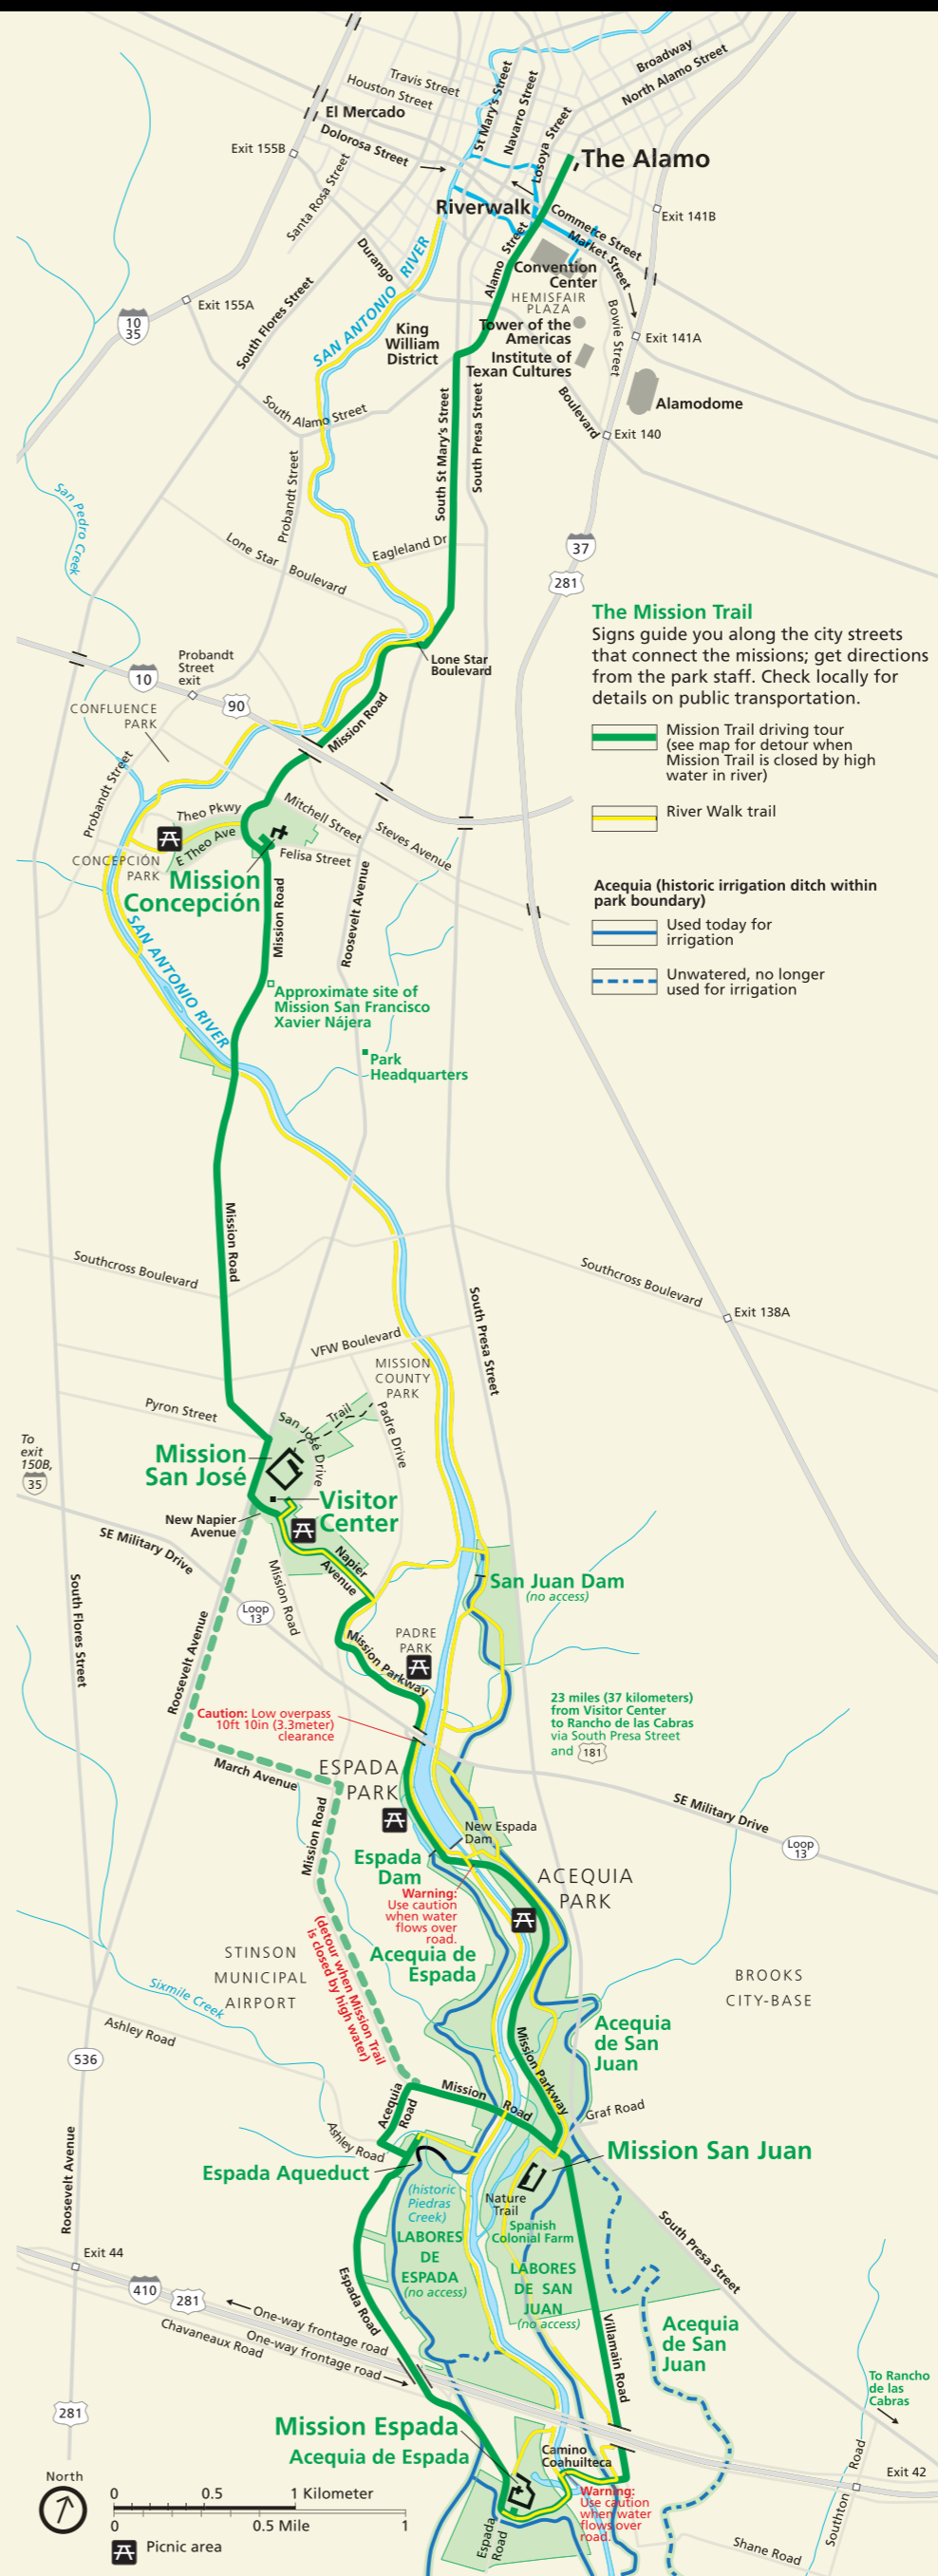 Broadway
North Alamo Street
Travis Street
Houston Street
St Mary's Street
Navarro Street
Losoya Street
El Mercado
Dolorosa Street
Exit 155B
Santa Rosa Street
The Alamo
Riverwalk
Exit 141B
Commerce Street
Market Street
Durango
SAN ANTONIO RIVER
Alamo Street
Convention
Center
HEMISFAIR
PLAZA
Bowie Street
Exit 155A
10
35
South Flores Street
King
William
District
Tower of the
Americas
Institute of
Texan Cultures
Exit 141A
Boulevard
Alamodome
Exit 140
South Alamo Street
South St Mary's Street
South Presa Street
Probandt Street
San Pedro Creek
Lone Star Boulevard
Eagleland Dr
37
281
The Mission Trail
Signs guide you along the city streets
that connect the missions; get directions
from the park staff. Check locally for
details on public transportation.
Mission Trail driving tour
(see map for detour when
Mission Trail is closed by high
water in river)
River Walk trail
Acequia (historic irrigation ditch within
park boundary)
Used today for
irrigation
Unwatered, no longer
used for irrigation
Probandt
Street
exit
10
90
Lone Star
Boulevard
CONFLUENCE
PARK
Mission Road
Probandt Street
Theo Pkwy
E Theo Ave
Mitchell Street
Steves Avenue
Felisa Street
CONCEPCIÓN
PARK
Mission
Concepción
Mission Road
Roosevelt Avenue
SAN ANTONIO RIVER
Approximate site of
Mission San Francisco
Xavier Nájera
Park
Headquarters
Mission Road
Southcross Boulevard
Southcross Boulevard
Exit 138A
South Presa Street
VFW Boulevard
MISSION
COUNTY
PARK
Pyron Street
San José Drive
Trail
Padre Drive
To
exit
150B,
35
Mission
San José
Visitor
Center
New Napier
Avenue
SE Military Drive
Napier
Avenue
Mission Road
Loop
13
South Flores Street
Roosevelt Avenue
San Juan Dam
(no access)
PADRE
PARK
Mission Parkway
Caution: Low overpass
10ft 10in (3.3meter)
clearance
23 miles (37 kilometers)
from Visitor Center
to Rancho de las Cabras
via South Presa Street
and 181
March Avenue
ESPADA
PARK
Mission Road
SE Military Drive
Loop
13
New Espada
Dam
Espada
Dam
Warning:
Use caution
when water
flows over
road.
ACEQUIA
PARK
Acequia de
Espada
(detour when Mission Trail
is closed by high water)
STINSON
MUNICIPAL
AIRPORT
BROOKS
CITY-BASE
Sixmile Creek
Ashley Road
Acequia
de San
Juan
Mission Parkway
536
Acequia
Road
Mission Road
Graf Road
Ashley Road
Mission San Juan
Espada Aqueduct
(historic
Piedras
Creek)
Nature
Trail
Spanish
Colonial Farm
LABORES
DE
ESPADA
(no access)
LABORES
DE SAN
JUAN
(no access)
South Presa Street
Roosevelt Avenue
Exit 44
410
281
One-way frontage road
One-way frontage road
Chavaneaux Road
Espada Road
Villamain Road
Acequia
de San
Juan
To Rancho
de las
Cabras
281
Mission Espada
Acequia de Espada
Camino
Coahuilteca
Exit 42
Warning:
Use caution
when water
flows over
road.
Espada
Road
Southton Road
Shane Road
North
0 0.5 1 Kilometer
0 0.5 Mile 1
Picnic area